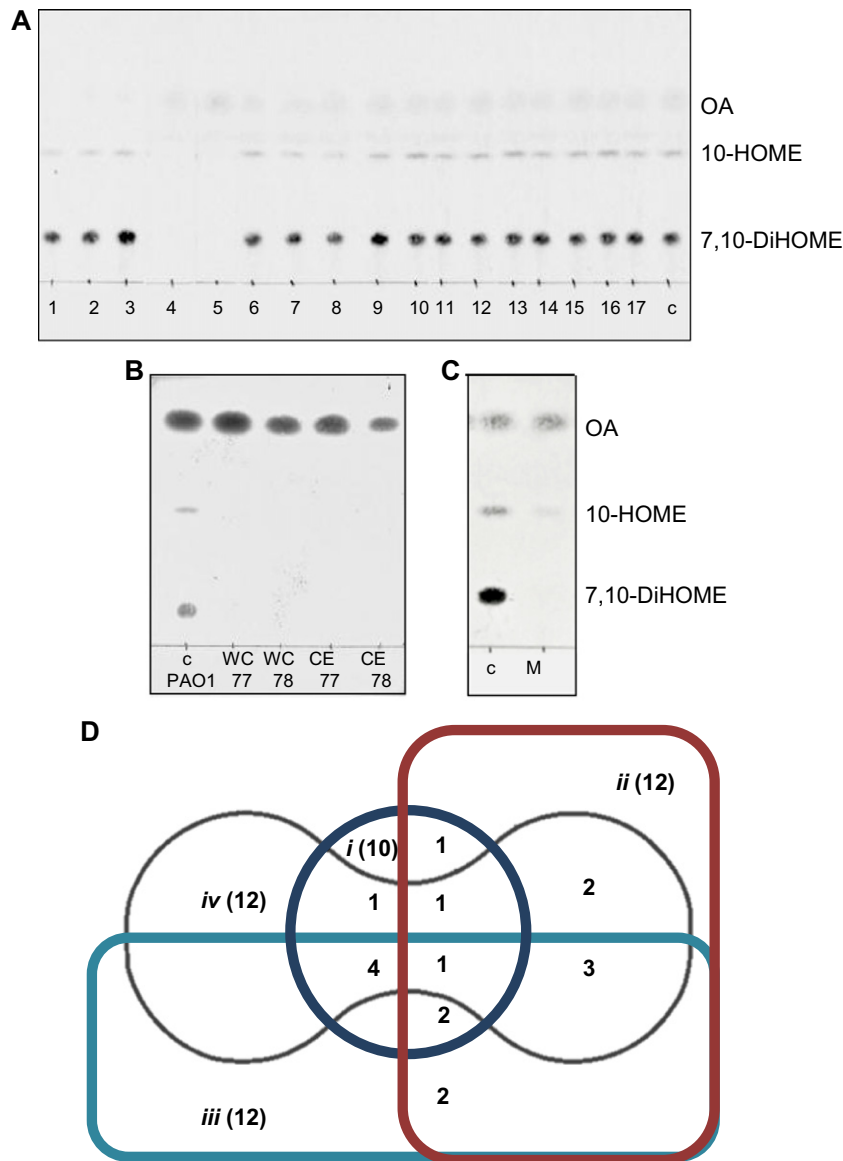 A
OA
10-HOME
7,10-DiHOME
1 2 3 4 5 6 7 8 9 10 11 12 13 14 15 16 17 c
B C
OA
10-HOME
7,10-DiHOME
c WC WC CE CE
PAO1 77 78 77 78
c M
D
ii (12)
i (10) 1
iv (12) 1 1 2
4 1 3
2
iii (12) 2